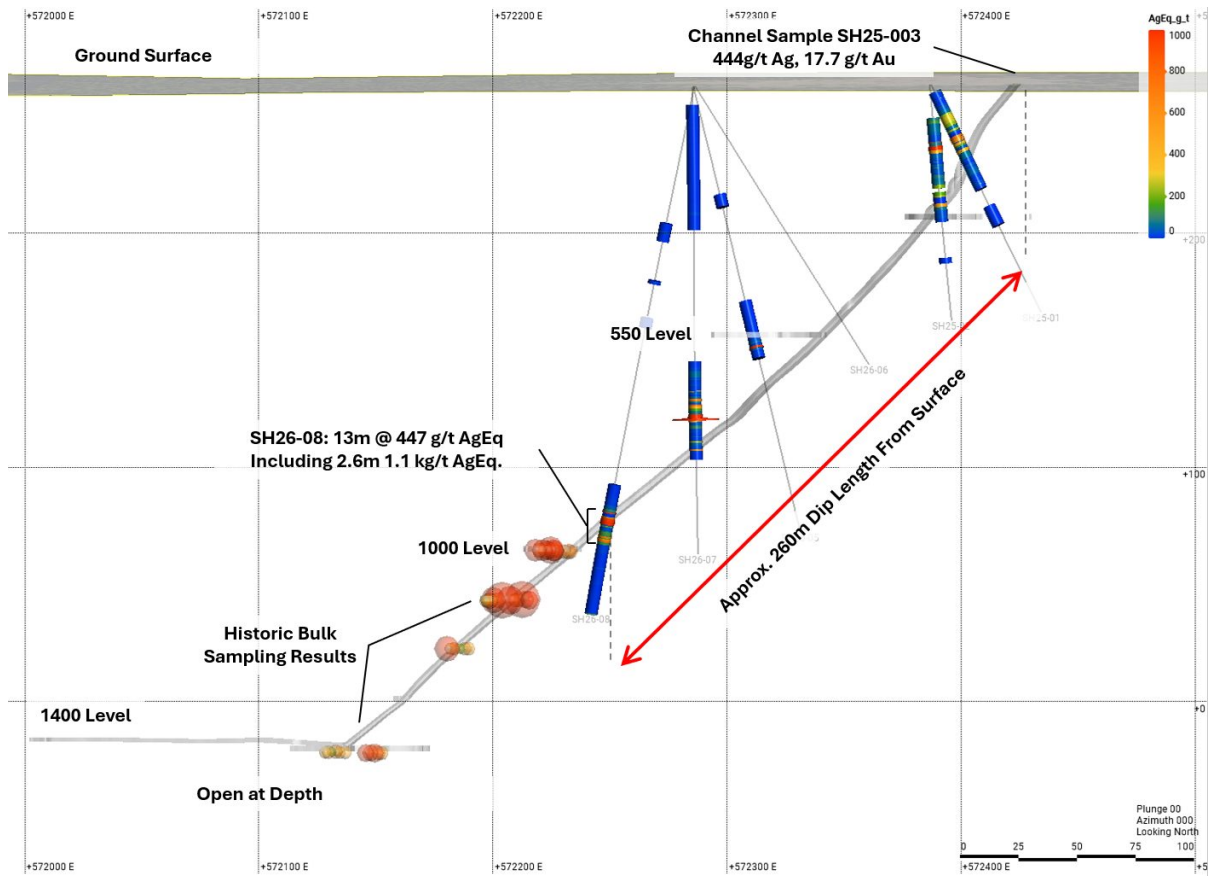 +572000 E
+572100 E
+572200 E
+572300 E
+572400 E
AgEq_g_t
1000
800
600
400
200
0
Ground Surface
Channel Sample SH25-003
444g/t Ag, 17.7 g/t Au
+200
550 Level
SH25-01
SH26-06
SH26-08: 13m @ 447 g/t AgEq
Including 2.6m 1.1 kg/t AgEq.
+100
Approx. 260m Dip Length From Surface
1000 Level
SH26-07
SH26-08
Historic Bulk
Sampling Results
1400 Level
+0
Open at Depth
Plunge 00
Azimuth 000
Looking North
0 25 50 75 100
+572000 E
+572100 E
+572200 E
+572300 E
+572400 E